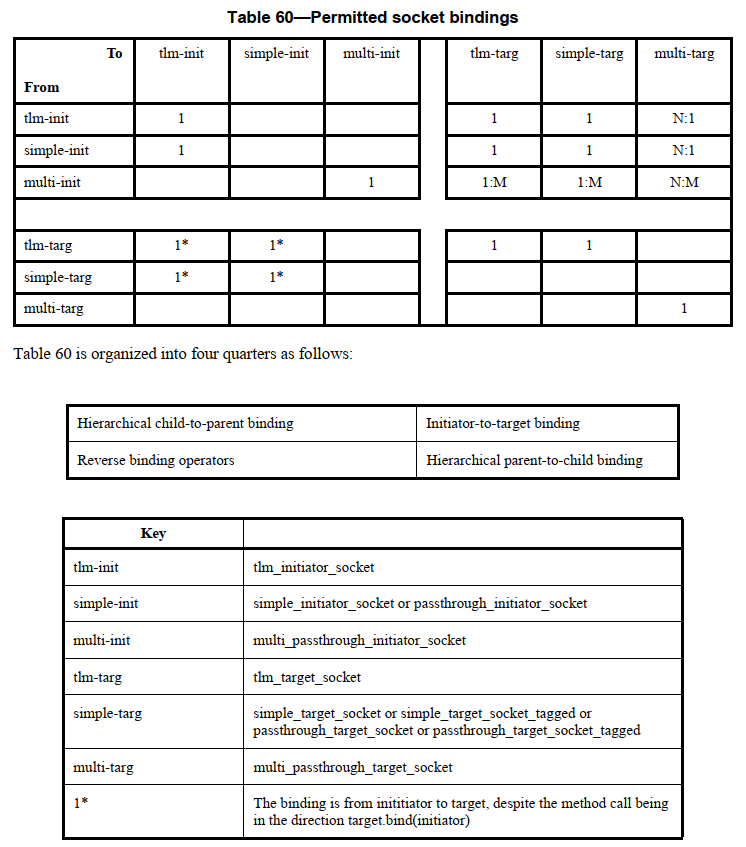 Table 60—Permitted socket bindings
To tlm-init simple-init multi-init tlm-targ simple-targ multi-targ
From
tlm-init 1 1 1 N:1
simple-init 1 1 1 N:1
multi-init 1 1:M 1:M N:M
tlm-targ 1* 1* 1 1
simple-targ 1* 1*
multi-targ 1
Table 60 is organized into four quarters as follows:
Hierarchical child-to-parent binding Initiator-to-target binding
Reverse binding operators Hierarchical parent-to-child binding
Key
tlm-init tlm_initiator_socket
simple-init simple_initiator_socket or passthrough_initiator_socket
multi-init multi_passthrough_initiator_socket
tlm-targ tlm_target_socket
simple-targ simple_target_socket or simple_target_socket_tagged or
passthrough_target_socket or passthrough_target_socket_tagged
multi-targ multi_passthrough_target_socket
1* The binding is from inititiator to target, despite the method call being
in the direction target.bind(initiator)